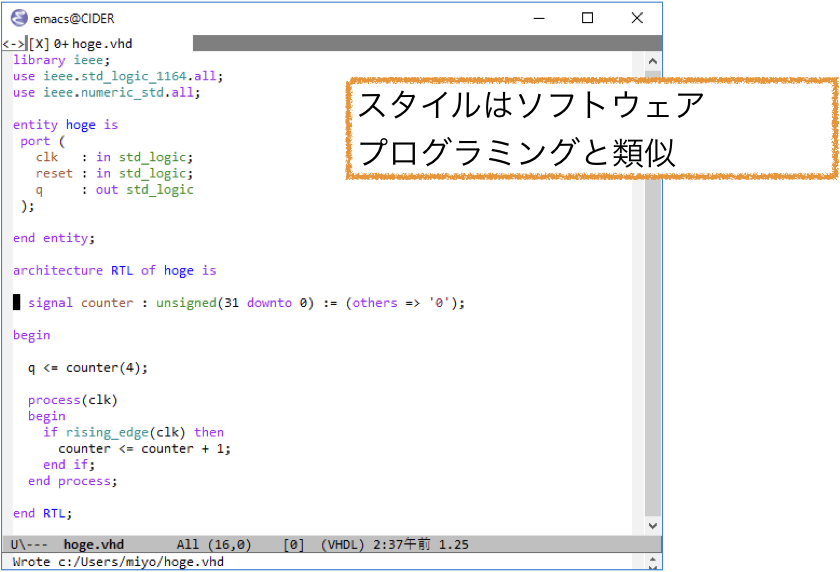 emacs@CIDER
<->[X] 0+ hoge.vhd
library ieee;
use ieee.std_logic_1164.all;
use ieee.numeric_std.all;
スタイルはソフトウェア
プログラミングと類似
entity hoge is
port (
clk : in std_logic;
reset : in std_logic;
q : out std_logic
);
end entity;
architecture RTL of hoge is
signal counter : unsigned(31 downto 0) := (others => '0');
begin
q <= counter(4);
process(clk)
begin
if rising_edge(clk) then
counter <= counter + 1;
end if;
end process;
end RTL;
U\--- hoge.vhd All (16,0) [0] (VHDL) 2:37午前 1.25
Wrote c:/Users/miyo/hoge.vhd